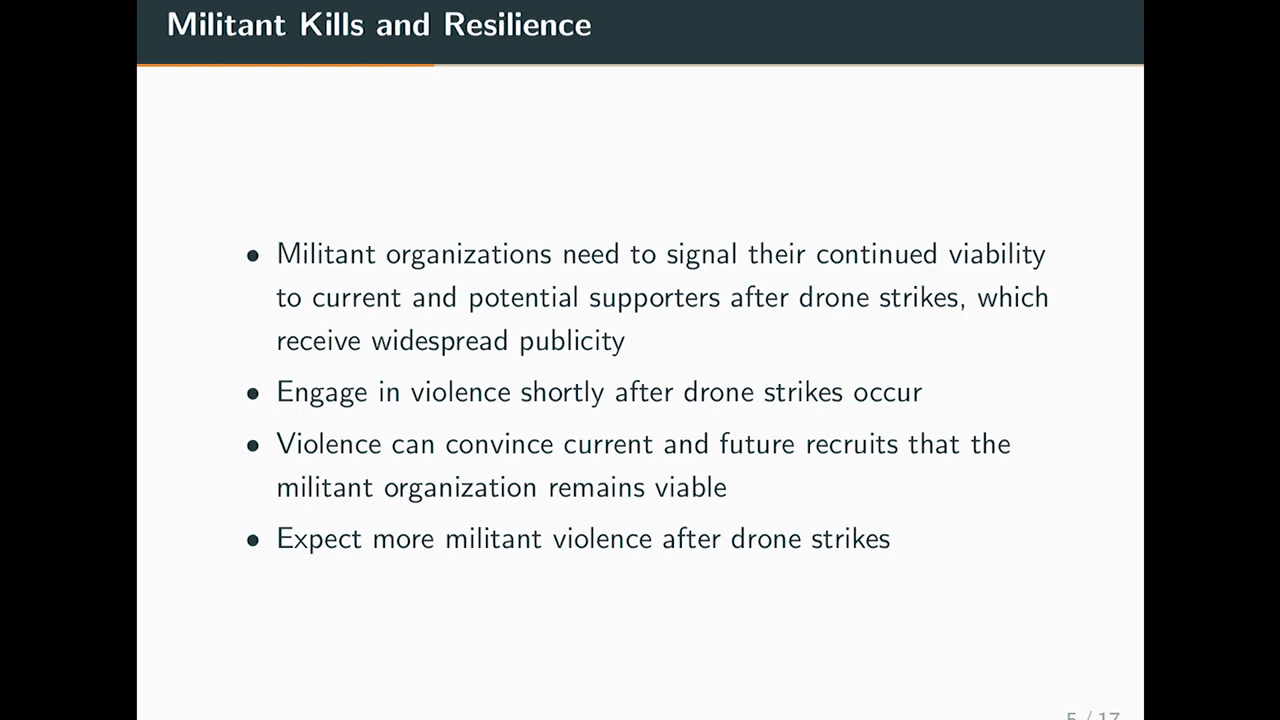 Militant Kills and Resilience
• Militant organizations need to signal their continued viability
to current and potential supporters after drone strikes, which
receive widespread publicity
• Engage in violence shortly after drone strikes occur
• Violence can convince current and future recruits that the
militant organization remains viable
• Expect more militant violence after drone strikes
5 / 17